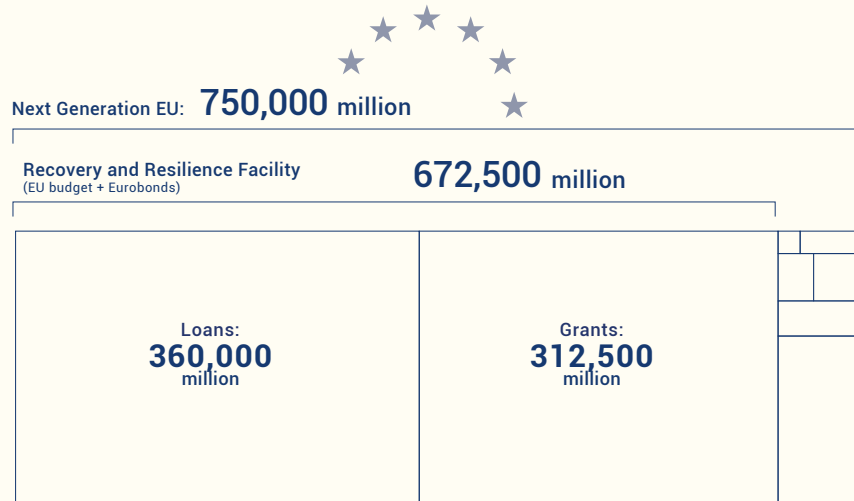 Next Generation EU: 750,000 million
Recovery and Resilience Facility 672,500 million
(EU budget + Eurobonds)
Loans:
360,000
million
Grants:
312,500
million